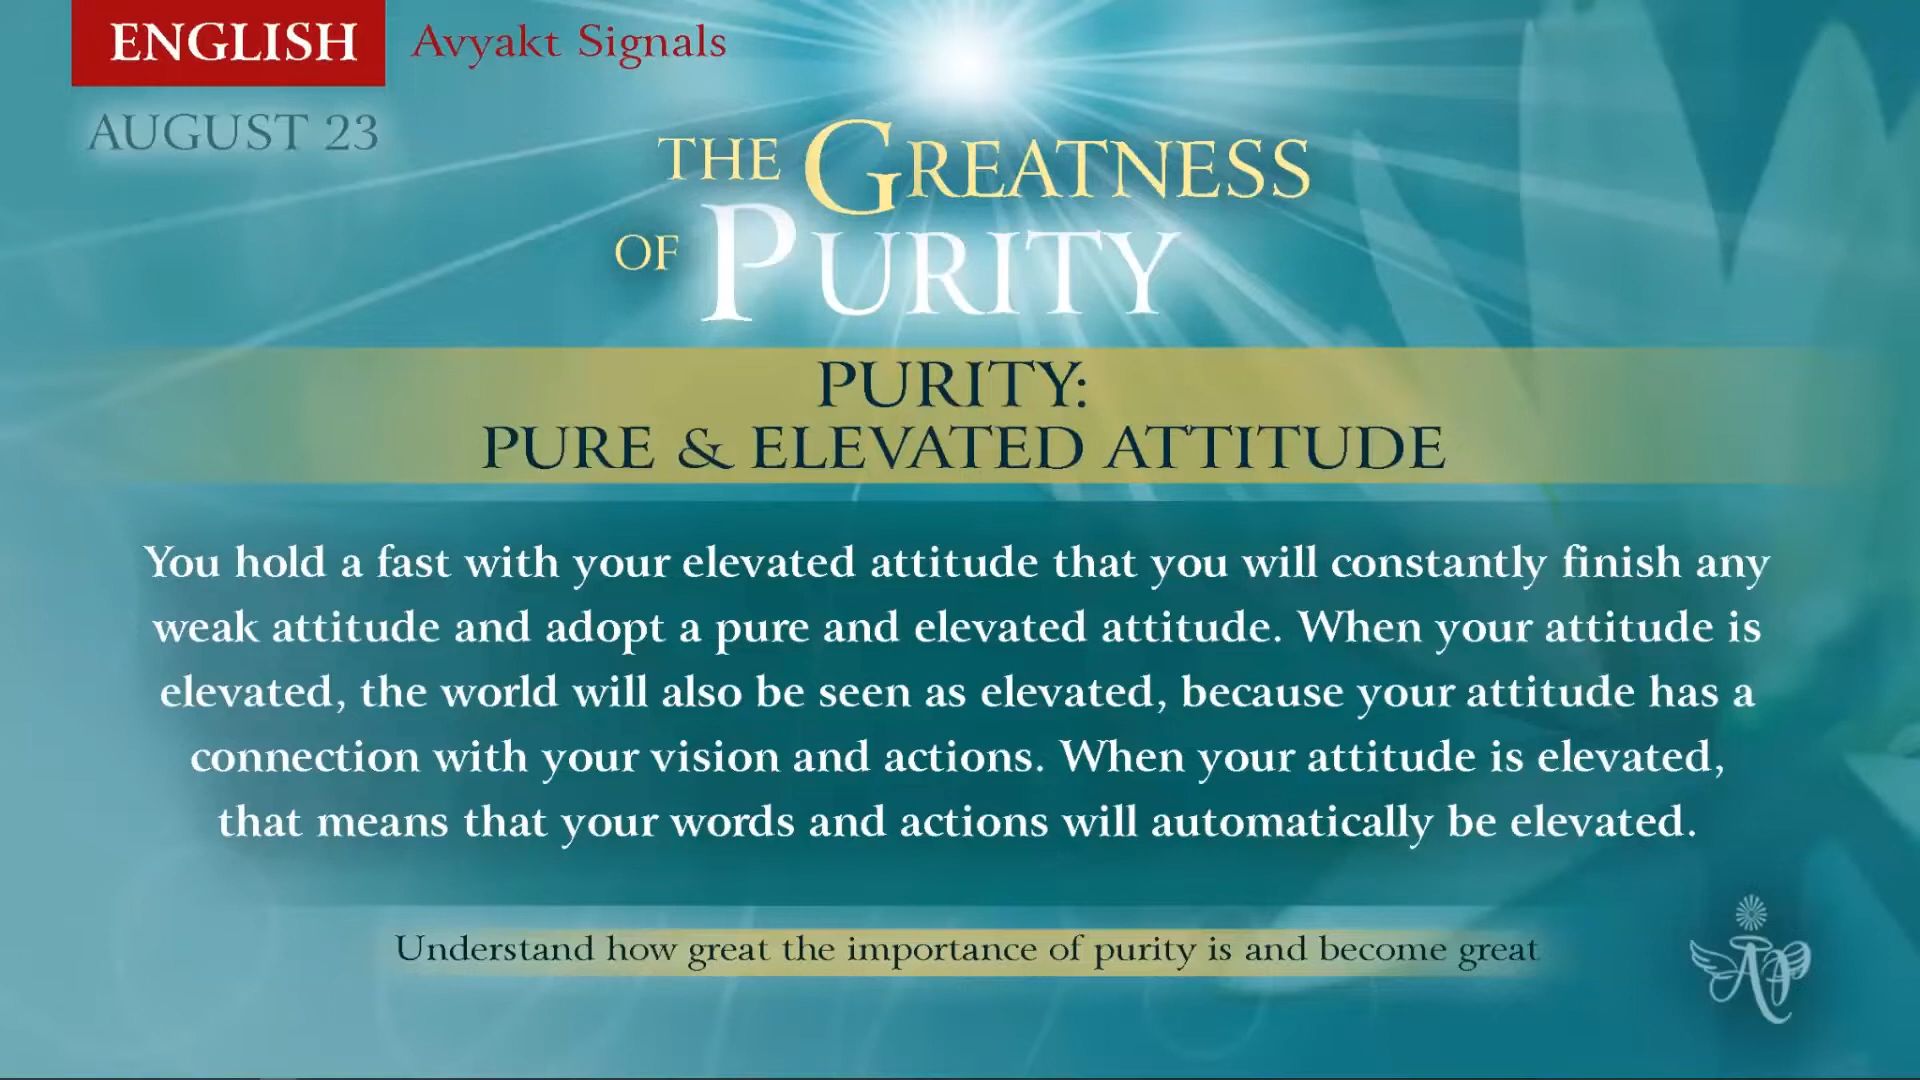 ENGLISH Avyakt Signals
AUGUST 23
THE GREATNESS
OF PURITY
PURITY:
PURE & ELEVATED ATTITUDE
You hold a fast with your elevated attitude that you will constantly finish any
weak attitude and adopt a pure and elevated attitude. When your attitude is
elevated, the world will also be seen as elevated, because your attitude has a
connection with your vision and actions. When your attitude is elevated,
that means that your words and actions will automatically be elevated.
Understand how great the importance of purity is and become great